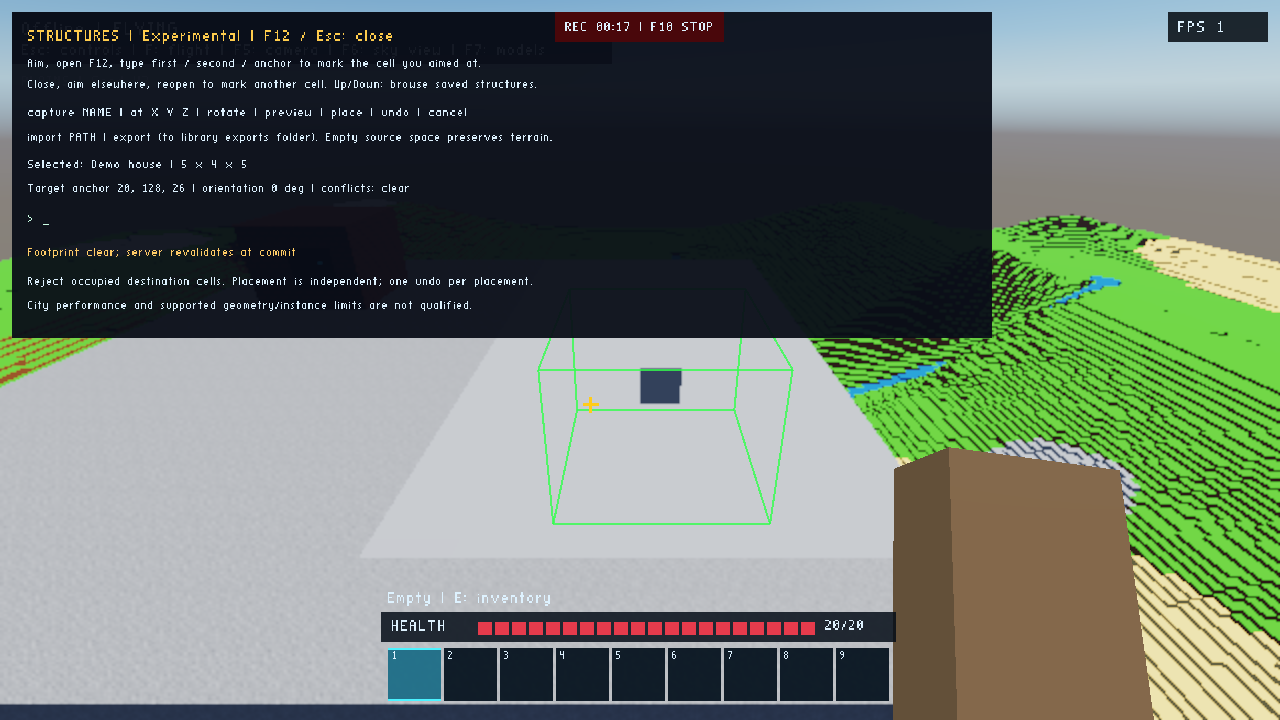 STRUCTURES | Experimental | F12 / Esc: close
REC 00:17 | F10 STOP
FPS 1
Aim, open F12, type first / second / anchor to mark the cell you aimed at.
Close, aim elsewhere, reopen to mark another cell. Up/Down: browse saved structures.
capture NAME | at X Y Z | rotate | preview | place | undo | cancel
import PATH | export (to library exports folder). Empty source space preserves terrain.
Selected: Demo house | 5 x 4 x 5
Target anchor 20, 128, 26 | orientation 0 deg | conflicts: clear
> _
Footprint clear; server revalidates at commit
Reject occupied destination cells. Placement is independent; one undo per placement.
City performance and supported geometry/instance limits are not qualified.
Empty | E: inventory
HEALTH 20/20
1 2 3 4 5 6 7 8 9